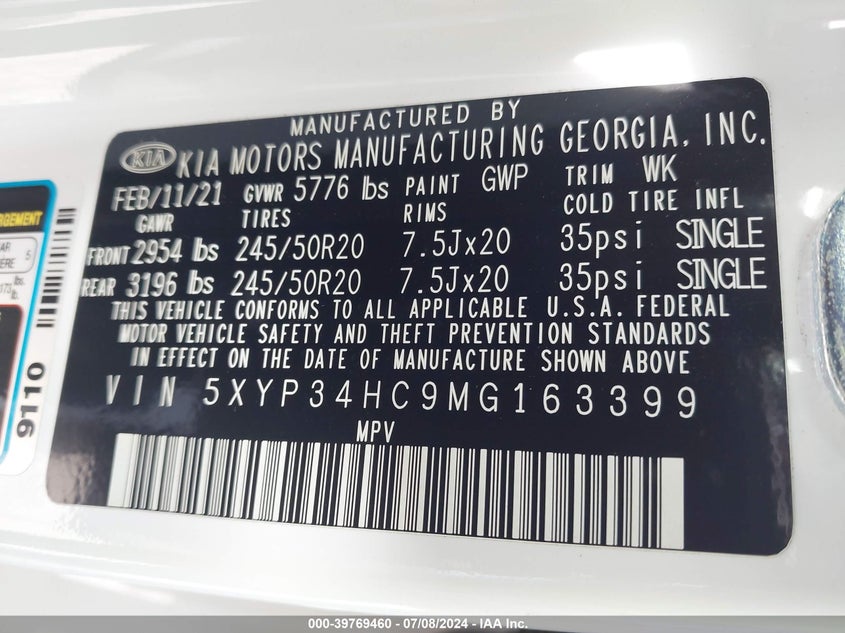 MANUFACTURED BY
KIA KIA MOTORS MANUFACTURING GEORGIA, INC.
FEB/11/21 GVWR 5776 lbs PAINT GWP TRIM WK
GAWR TIRES RIMS COLD TIRE INFL
FRONT 2954 lbs 245/50R20 7.5Jx20 35psi SINGLE
REAR 3196 lbs 245/50R20 7.5Jx20 35psi SINGLE
THIS VEHICLE CONFORMS TO ALL APPLICABLE U.S.A. FEDERAL
MOTOR VEHICLE SAFETY AND THEFT PREVENTION STANDARDS
IN EFFECT ON THE DATE OF MANUFACTURE SHOWN ABOVE
VIN 5XYP34HC9MG163399
MPV
9110
000-39769460 - 07/08/2024 - IAA Inc.